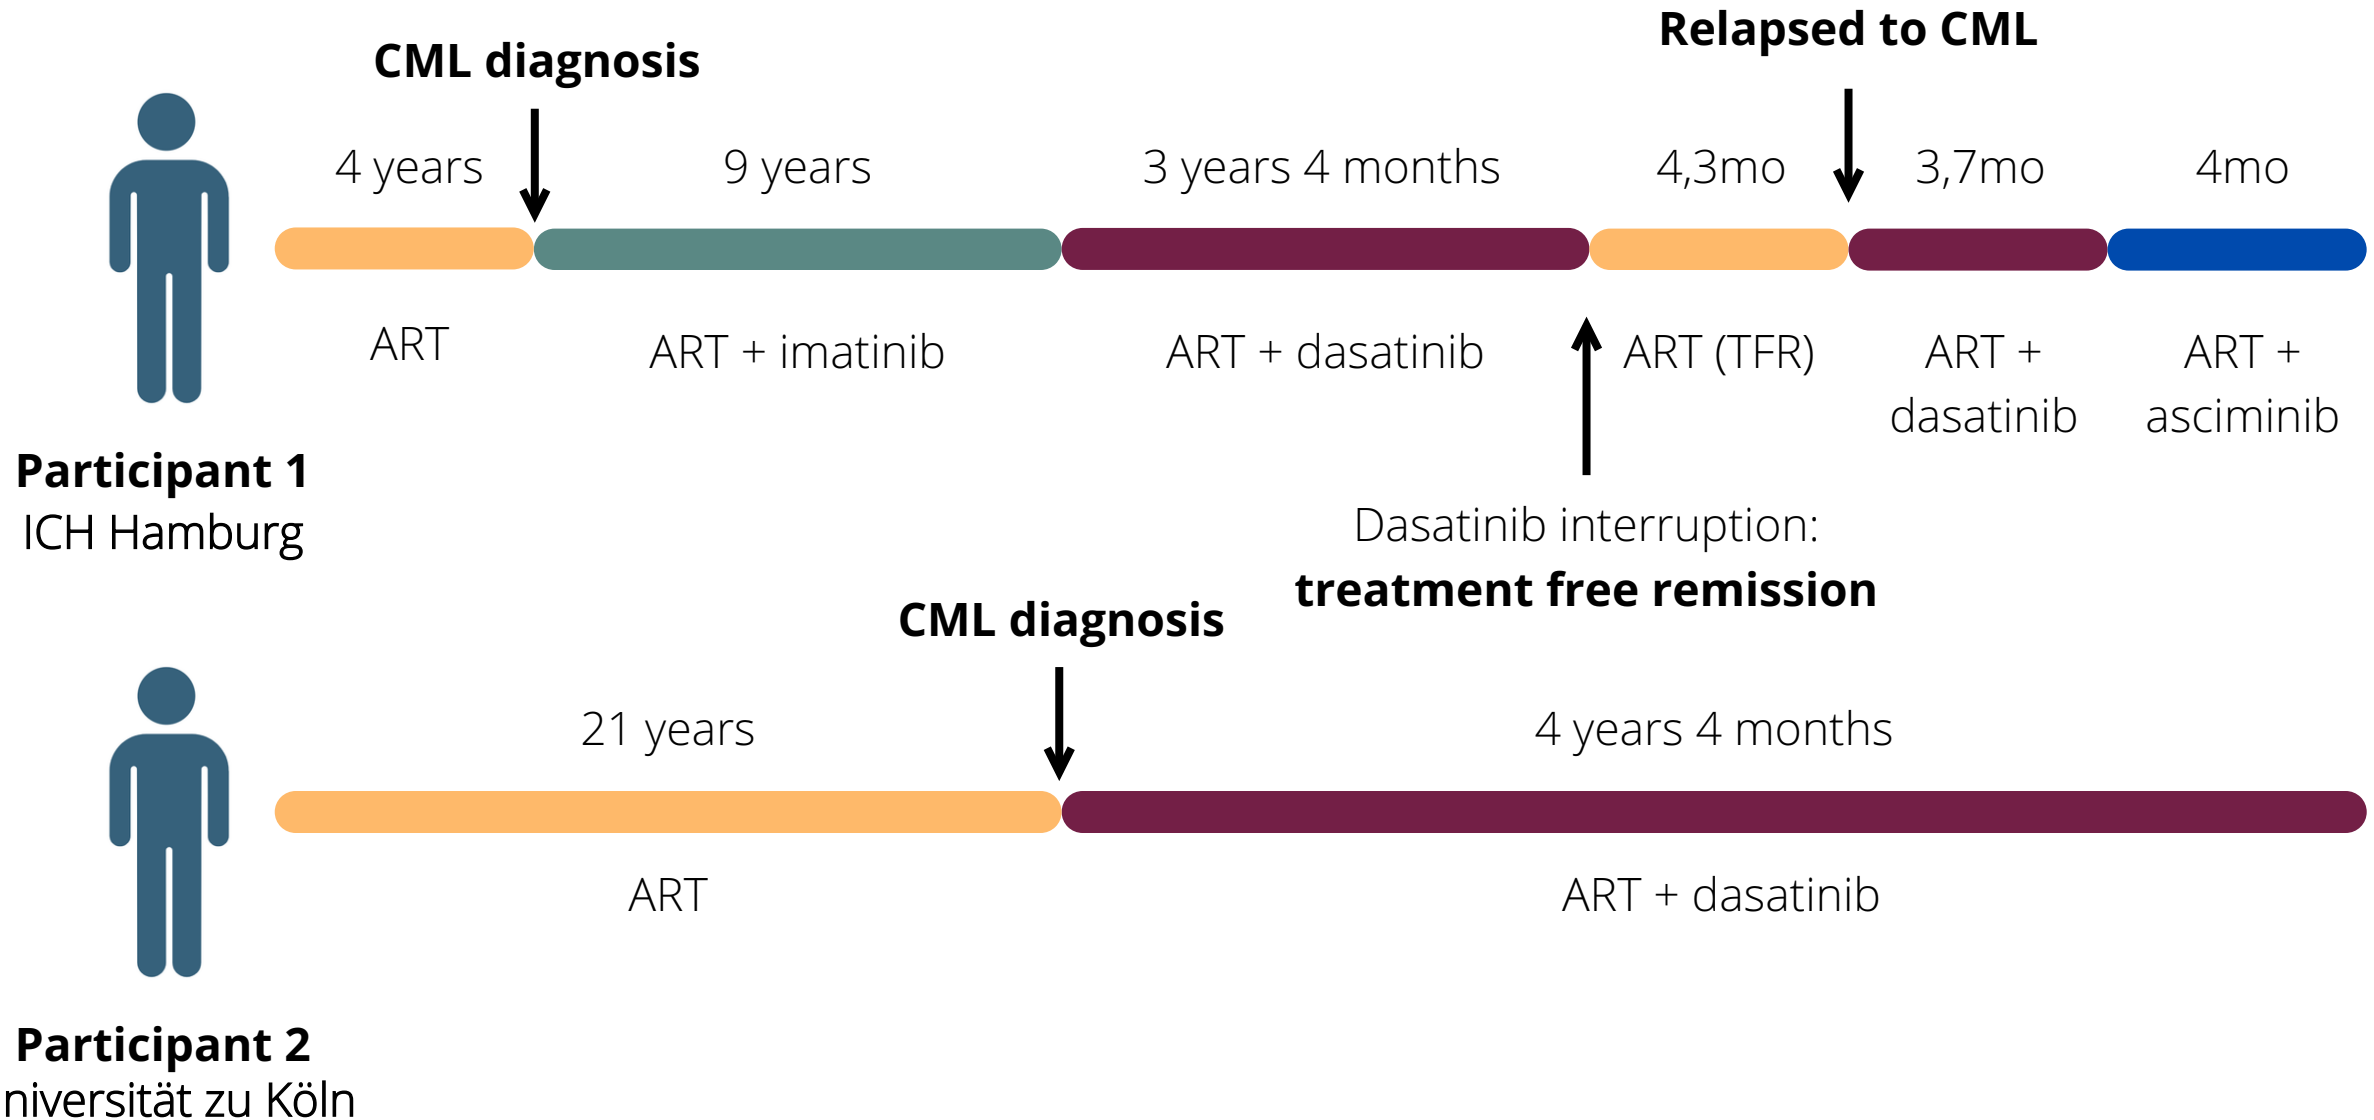 Relapsed to CML
CML diagnosis
4 years
9 years
3 years 4 months
4,3mo
3,7mo
4mo
ART
ART + imatinib
ART + dasatinib
ART (TFR)
ART +
dasatinib
ART +
asciminib
Participant 1
ICH Hamburg
Dasatinib interruption:
treatment free remission
CML diagnosis
21 years
4 years 4 months
ART
ART + dasatinib
Participant 2
niversität zu Köln